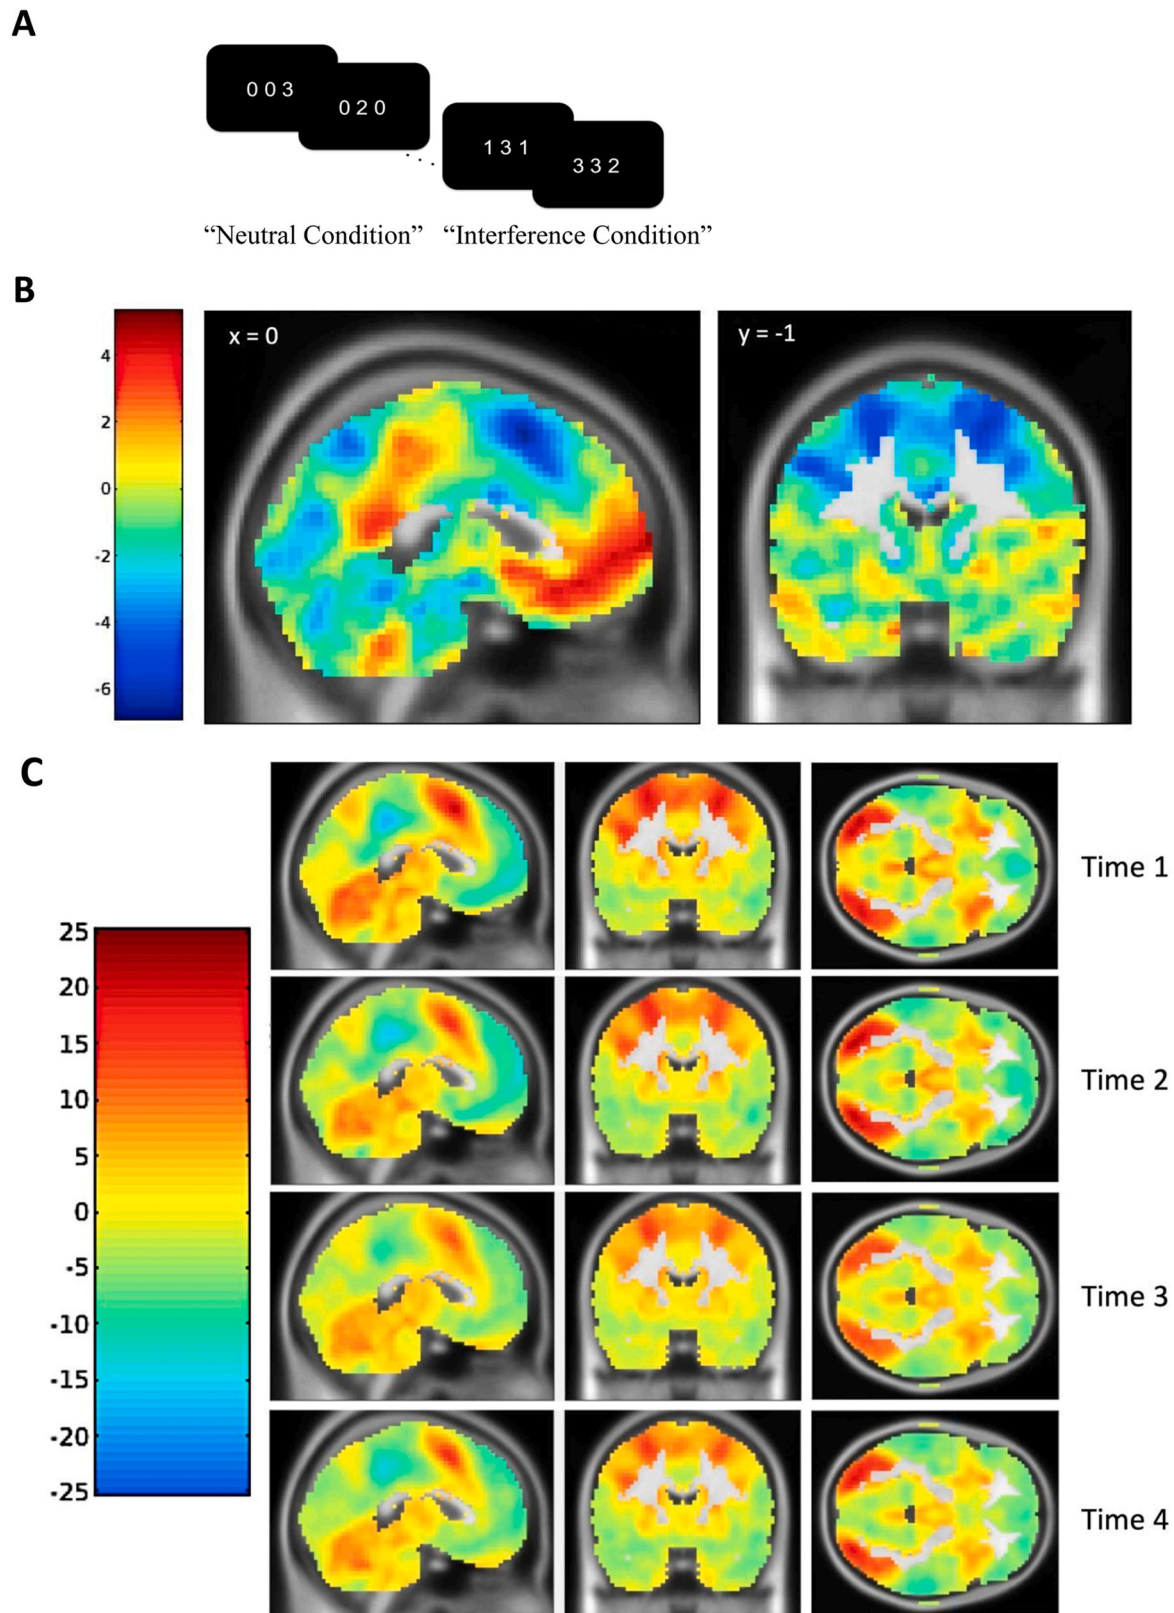 A
0 0 3
0 2 0
1 3 1
3 3 2
“Neutral Condition”
“Interference Condition”
B
4
2
0
-2
-4
-6
x = 0
y = -1
C
25
20
15
10
5
0
-5
-10
-15
-20
-25
Time 1
Time 2
Time 3
Time 4